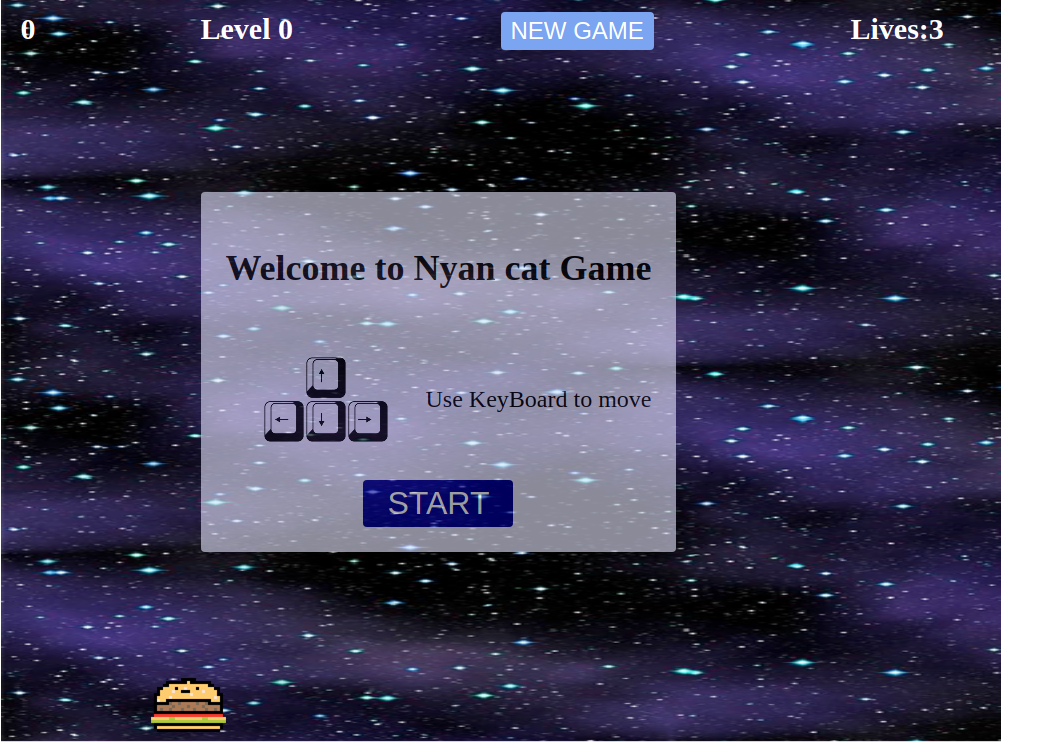 0 Level 0 NEW GAME Lives:3
Welcome to Nyan cat Game
↑
← ↓ →
Use KeyBoard to move
START